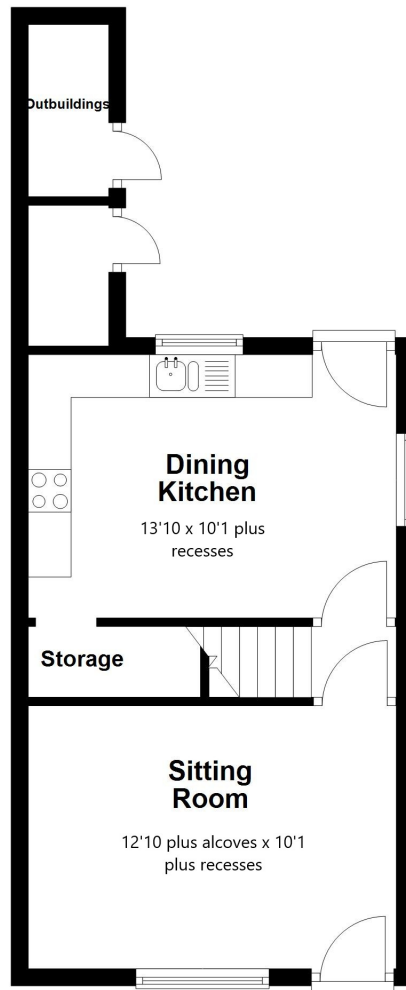 Outbuildings
Dining
Kitchen
13'10 x 10'1 plus
recesses
Storage
Sitting
Room
12'10 plus alcoves x 10'1
plus recesses